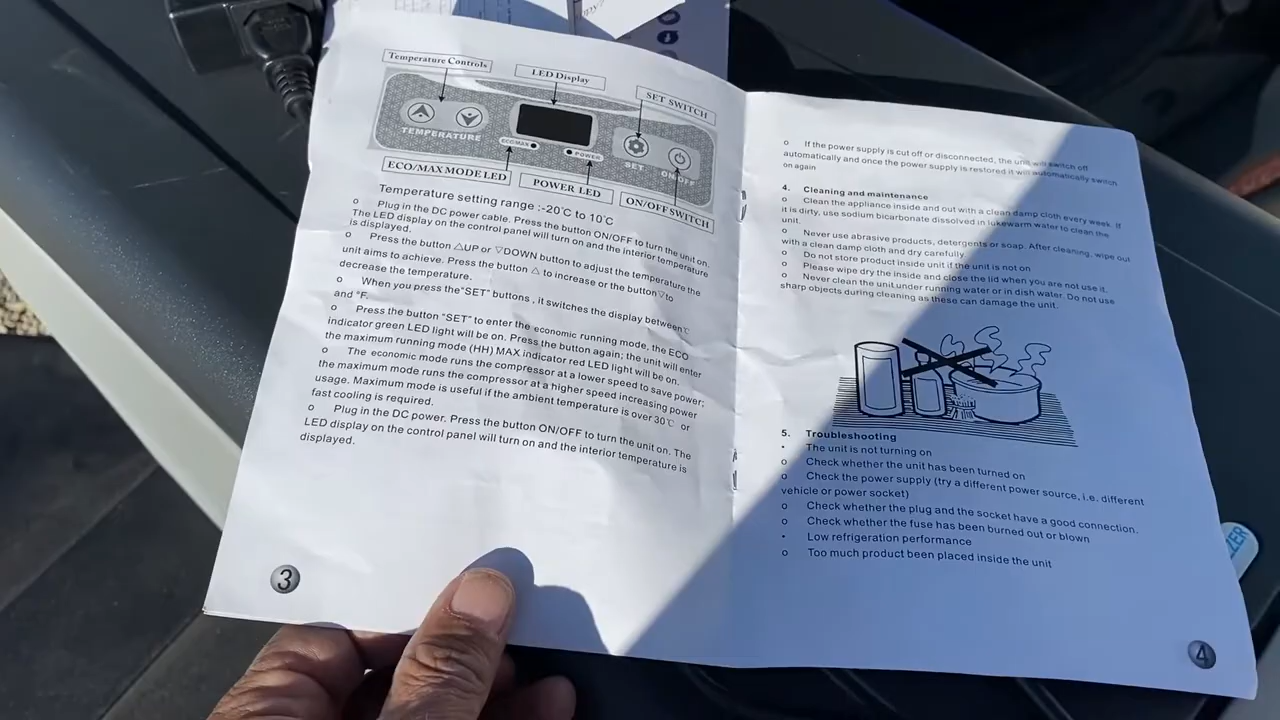 Temperature Controls
LED Display
SET SWITCH
TEMPERATURE
ECO/MAX
POWER
SET
ON/OFF
ECO/MAX MODE LED
POWER LED
ON/OFF SWITCH
Temperature setting range :-20℃ to 10℃
o Plug in the DC power cable. Press the button ON/OFF to turn the unit on.
The LED display on the control panel will turn on and the interior temperature
is displayed.
o Press the button △UP or ▽DOWN button to adjust the temperature the
unit aims to achieve. Press the button △ to increase or the button▽to
decrease the temperature.
o When you press the"SET" buttons , it switches the display between℃
and °F.
o Press the button "SET" to enter the economic running mode, the ECO
indicator green LED light will be on. Press the button again; the unit will enter
the maximum running mode (HH) MAX indicator red LED light will be on.
o The economic mode runs the compressor at a lower speed to save power;
the maximum mode runs the compressor at a higher speed increasing power
usage. Maximum mode is useful if the ambient temperature is over 30℃ or
fast cooling is required.
o Plug in the DC power. Press the button ON/OFF to turn the unit on. The
LED display on the control panel will turn on and the interior temperature is
displayed.
3
o If the power supply is cut off or disconnected, the unit will switch off
automatically and once the power supply is restored it will automatically switch
on again
4. Cleaning and maintenance
o Clean the appliance inside and out with a clean damp cloth every week. If
it is dirty, use sodium bicarbonate dissolved in lukewarm water to clean the
unit.
o Never use abrasive products, detergents or soap. After cleaning, wipe out
with a clean damp cloth and dry carefully.
o Do not store product inside unit if the unit is not on
o Please wipe dry the inside and close the lid when you are not use it.
o Never clean the unit under running water or in dish water. Do not use
sharp objects during cleaning as these can damage the unit.
5. Troubleshooting
• The unit is not turning on
o Check whether the unit has been turned on
o Check the power supply (try a different power source, i.e. different
vehicle or power socket)
o Check whether the plug and the socket have a good connection.
o Check whether the fuse has been burned out or blown
• Low refrigeration performance
o Too much product been placed inside the unit
4